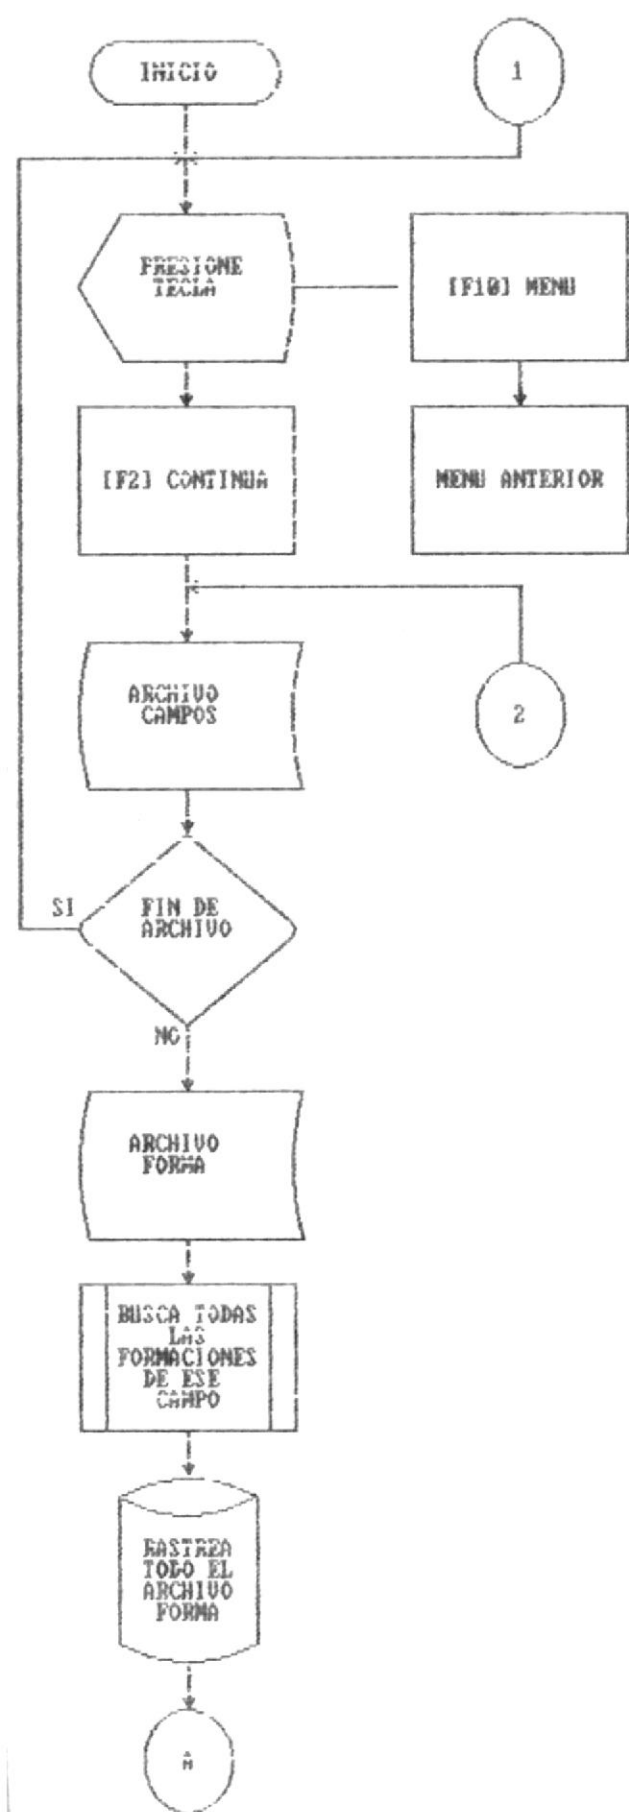 INICIO
1
PRESIONE
TECLA
[F10] MENU
[F2] CONTINUA
MENU ANTERIOR
ARCHIVO
CAMPOS
2
SI
FIN DE
ARCHIVO
NO
ARCHIVO
FORMA
BUSCA TODAS
LAS
FORMACIONES
DE ESE
CAMPO
RASTREA
TODO EL
ARCHIVO
FORMA
A